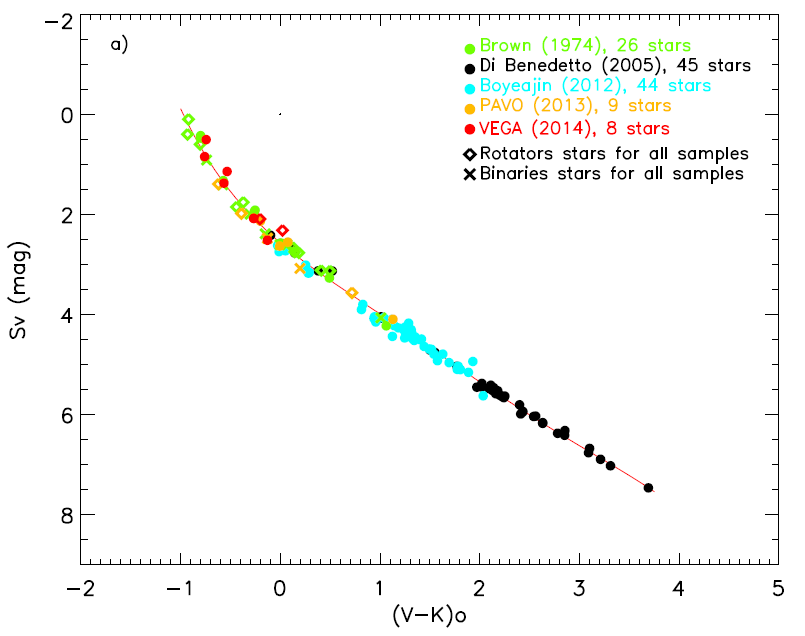 a)
Brown (1974), 26 stars
Di Benedetto (2005), 45 stars
Boyeajin (2012), 44 stars
PAVO (2013), 9 stars
VEGA (2014), 8 stars
Rotators stars for all samples
Binaries stars for all samples
−2
0
2
4
6
8
Sv (mag)
−2 −1 0 1 2 3 4 5
(V−K)o